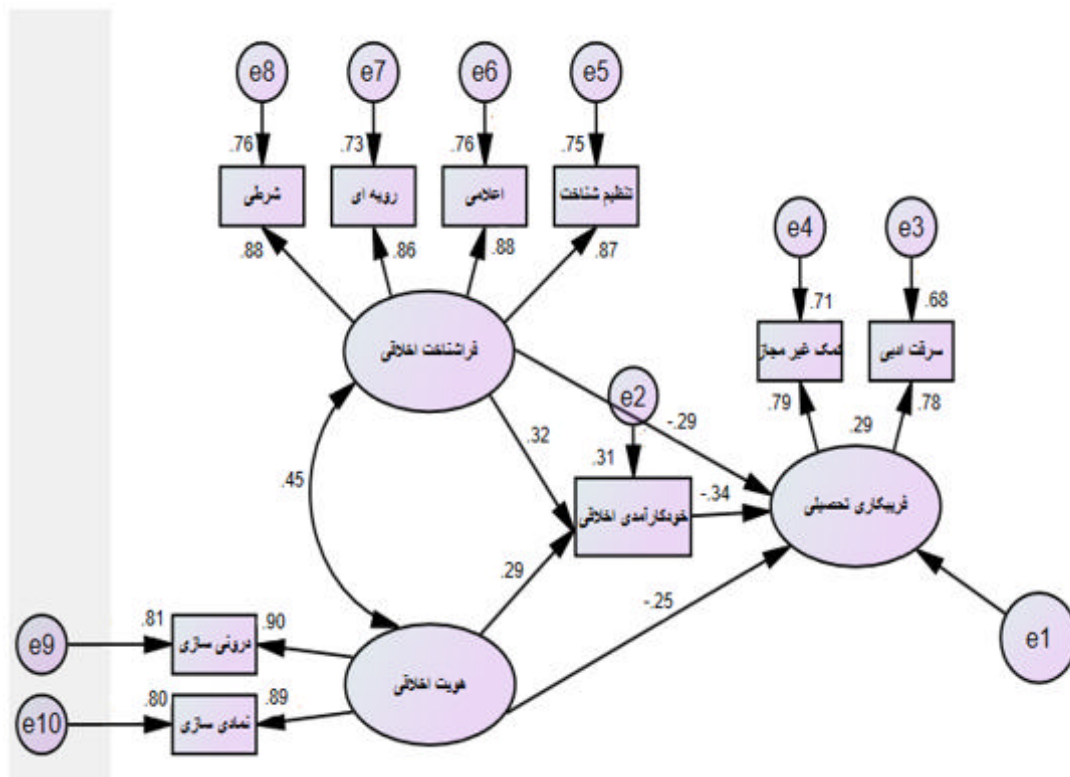 e8
e7
e6
e5
.76
.73
.76
.75
شرطی
رویه ای
اعلامی
تنظیم شناخت
.88
.86
.88
.87
e4
e3
.71
.68
کمک غیر مجاز
سرقت ادبی
.79
.78
فراشناخت اخلاقی
e2
-.29
.29
.32
.31
.45
خودکارآمدی اخلاقی
-.34
فریبکاری تحصیلی
.29
-.25
e1
e9
.81
درونی سازی
.90
هویت اخلاقی
e10
.80
نمادی سازی
.89